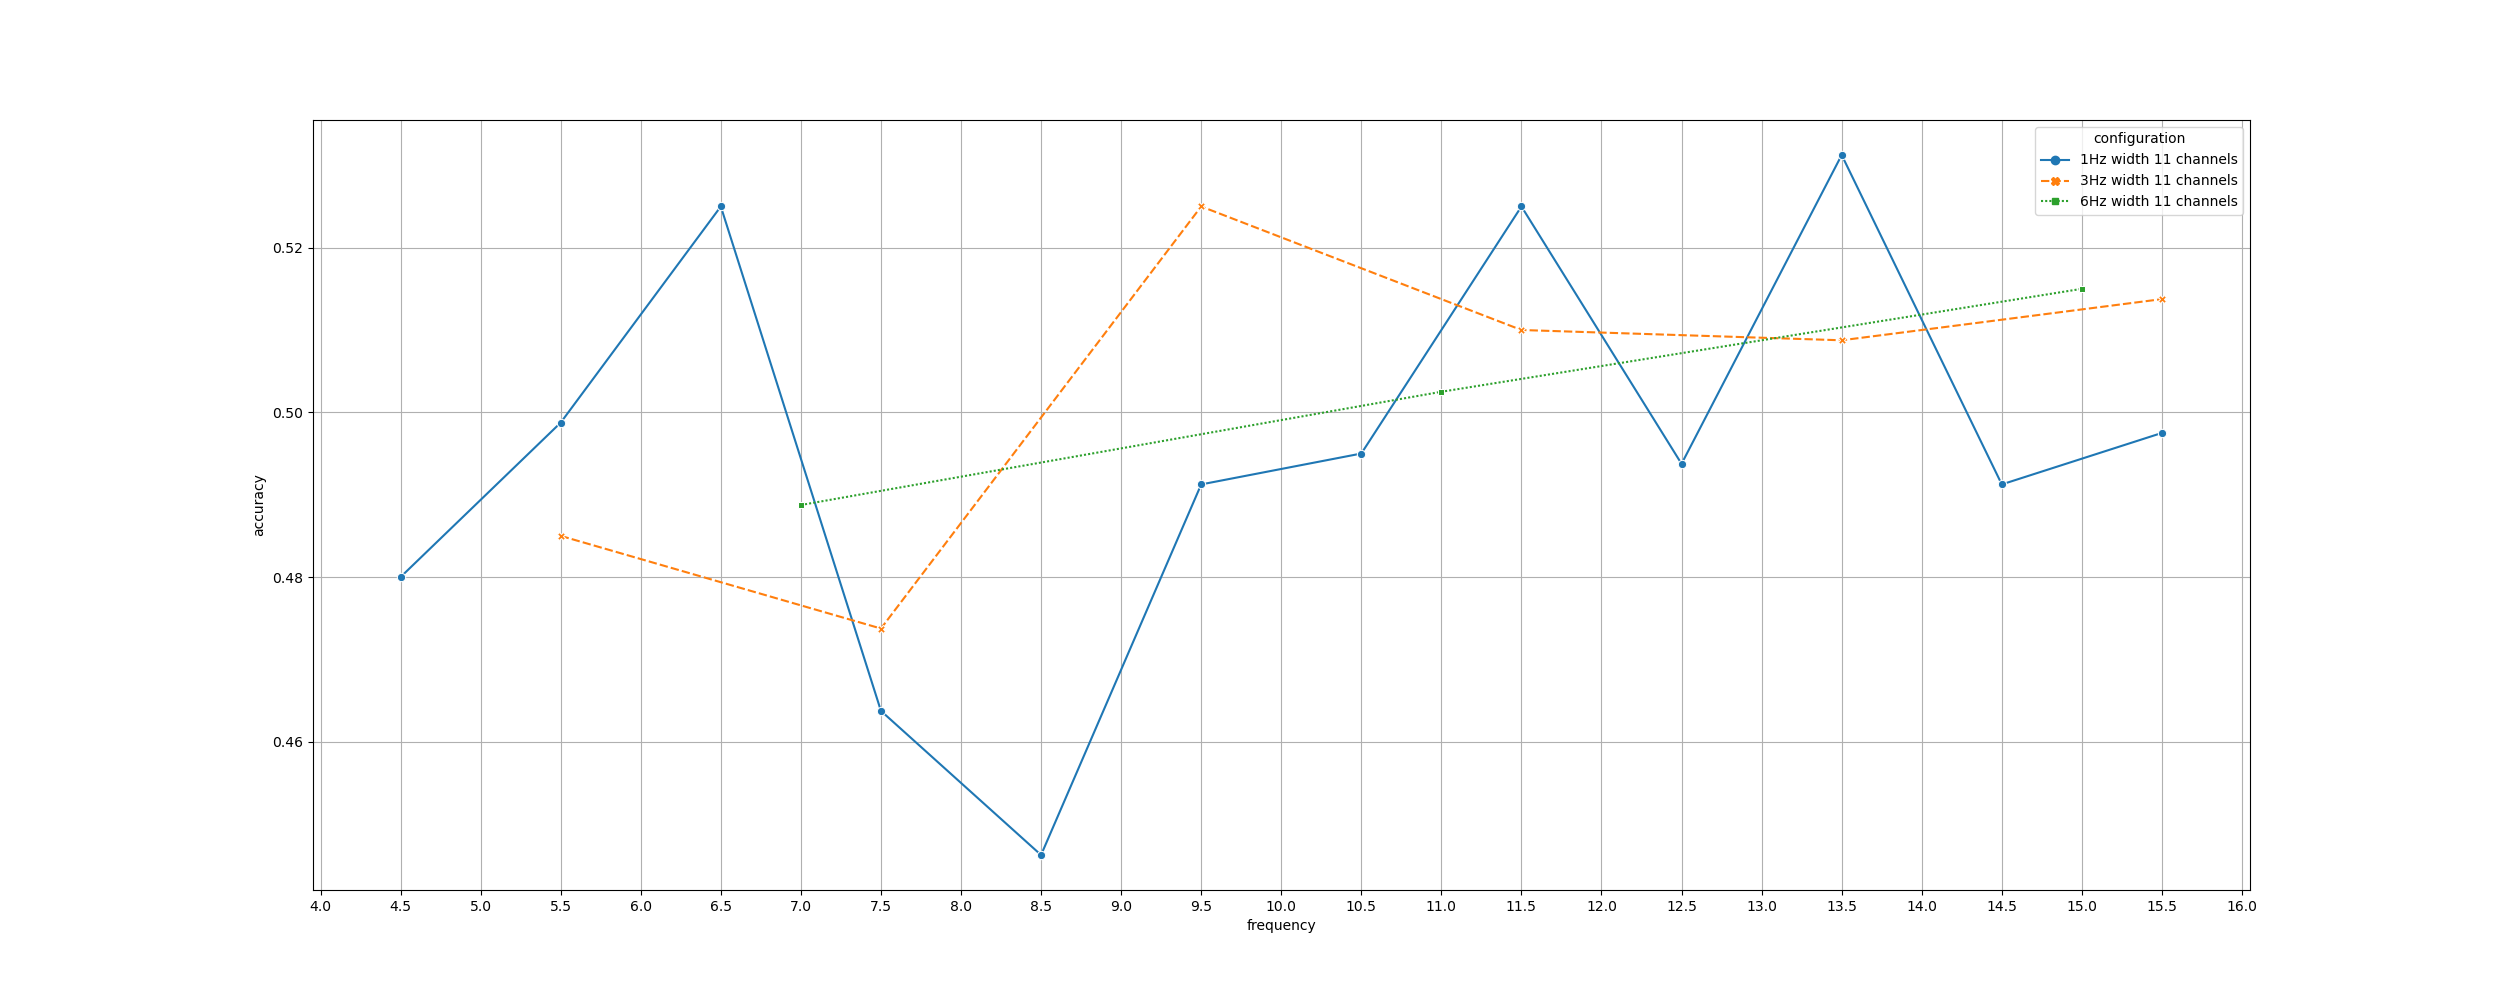 configuration
1Hz width 11 channels
3Hz width 11 channels
6Hz width 11 channels
0.52
0.50
0.48
0.46
accuracy
4.0 4.5 5.0 5.5 6.0 6.5 7.0 7.5 8.0 8.5 9.0 9.5 10.0 10.5 11.0 11.5 12.0 12.5 13.0 13.5 14.0 14.5 15.0 15.5 16.0
frequency